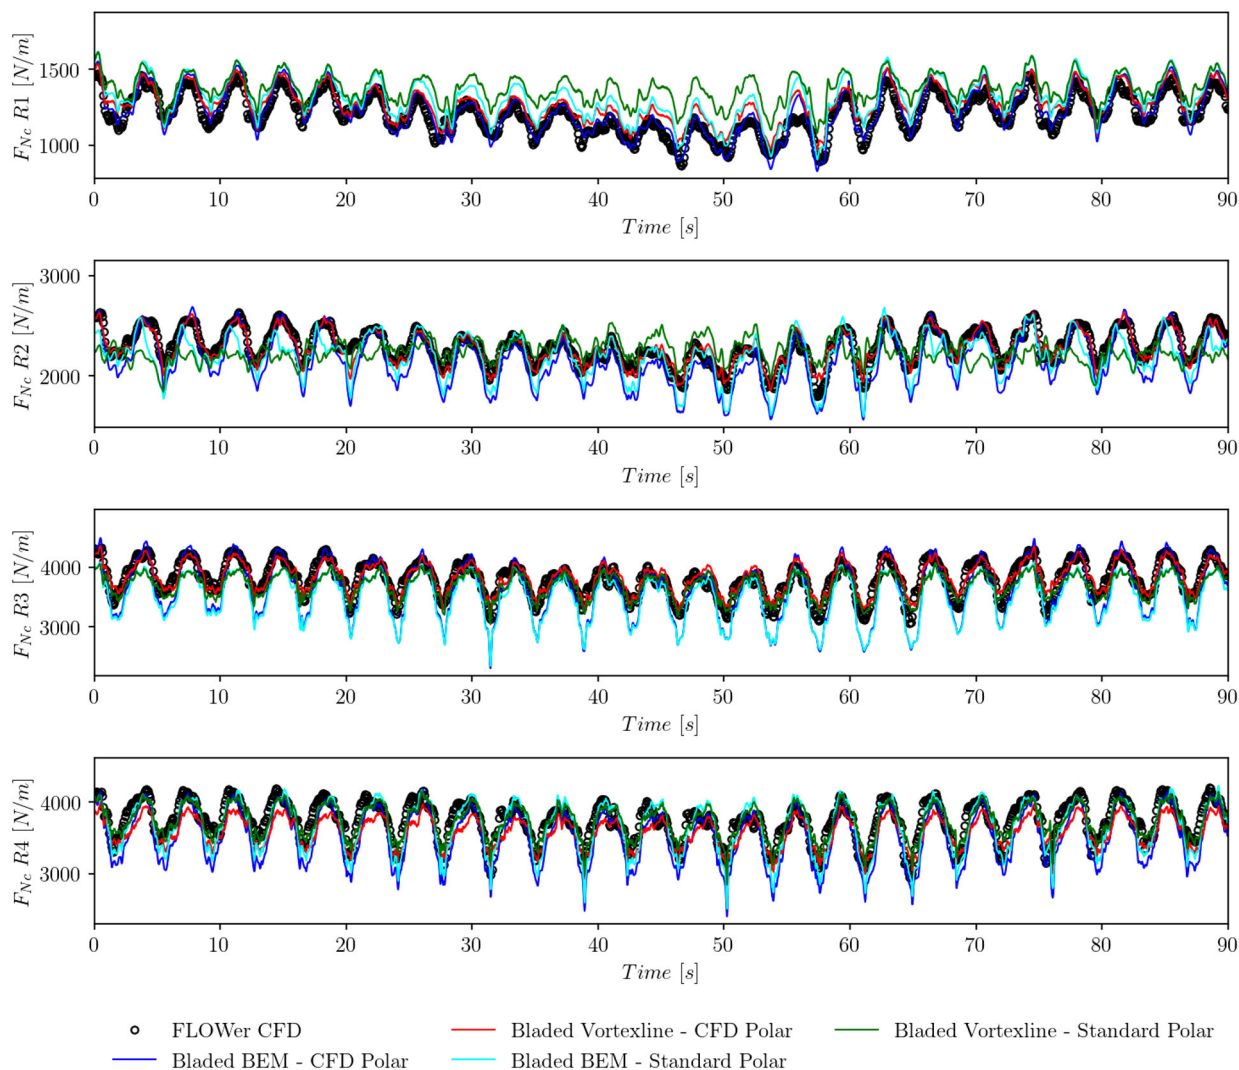 1500
1000
F_Nc R1 [N/m]
0 10 20 30 40 50 60 70 80 90
Time [s]
3000
2000
F_Nc R2 [N/m]
0 10 20 30 40 50 60 70 80 90
Time [s]
4000
3000
F_Nc R3 [N/m]
0 10 20 30 40 50 60 70 80 90
Time [s]
4000
3000
F_Nc R4 [N/m]
0 10 20 30 40 50 60 70 80 90
Time [s]
FLOWer CFD
Bladed BEM - CFD Polar
Bladed Vortexline - CFD Polar
Bladed BEM - Standard Polar
Bladed Vortexline - Standard Polar